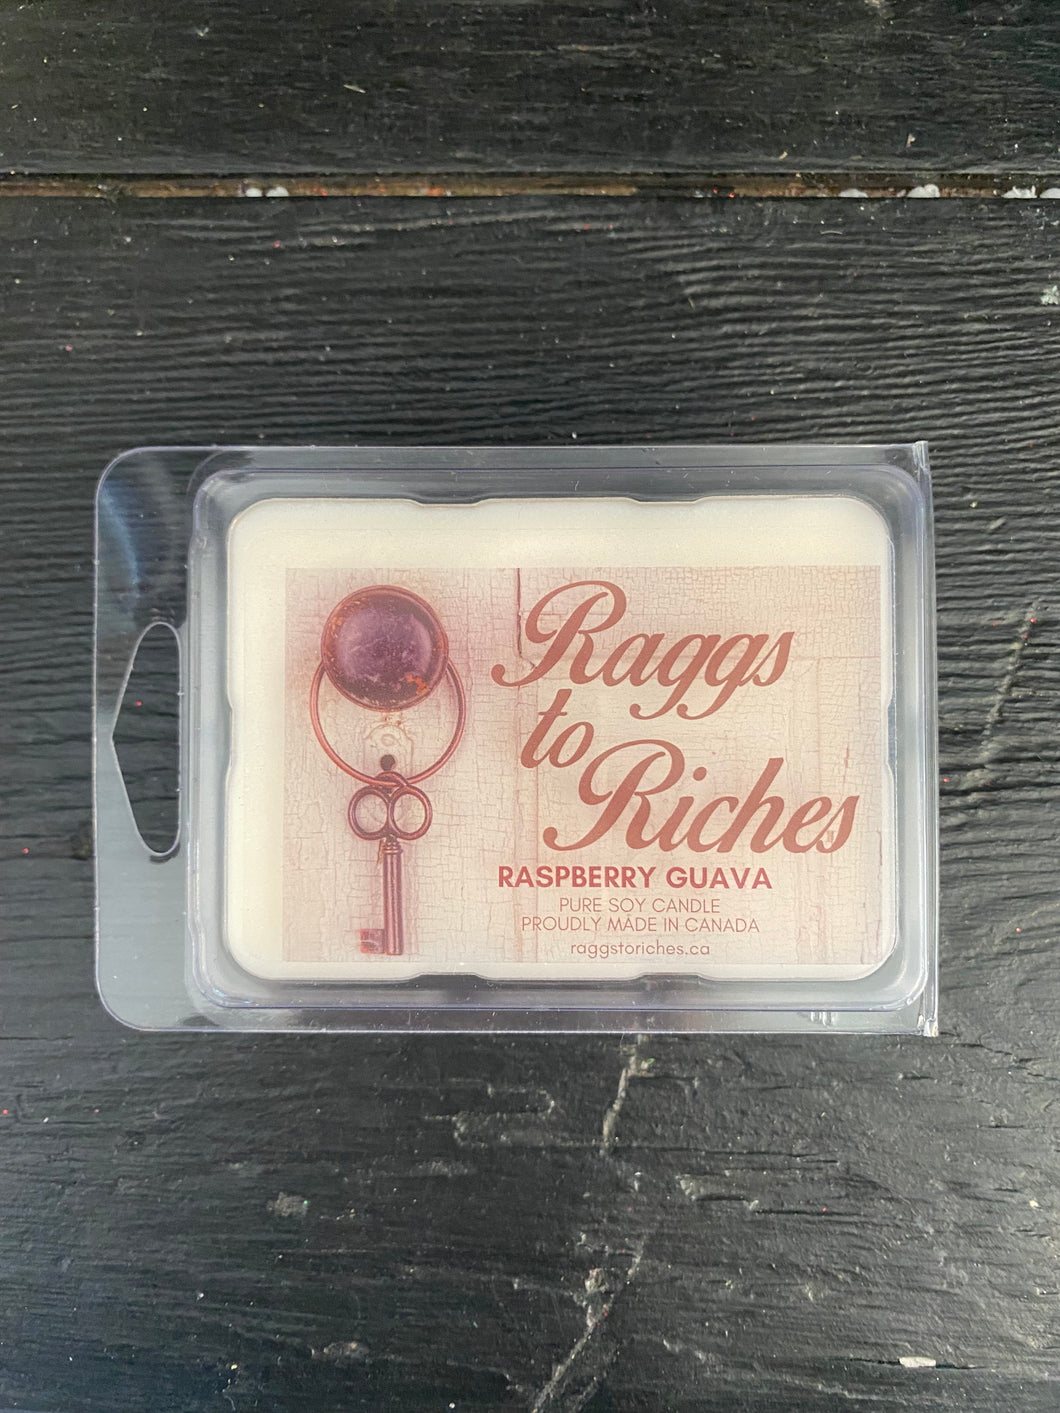 Raggs
to
Riches
RASPBERRY GUAVA
PURE SOY CANDLE
PROUDLY MADE IN CANADA
raggstoriches.ca